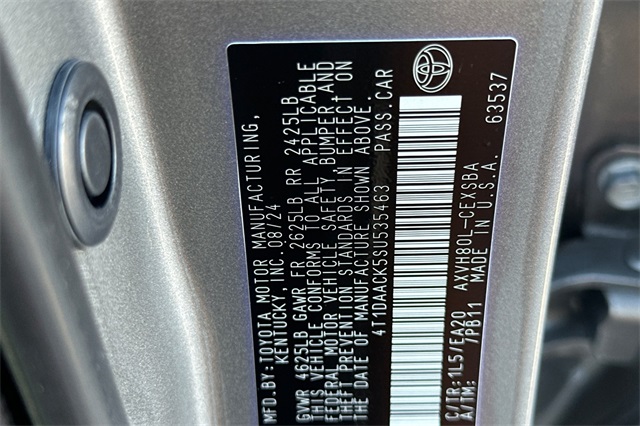 MFD.BY:TOYOTA MOTOR MANUFACTURING,
KENTUCKY, INC. 08/24
GVWR 4625LB GAWR FR 2625LB RR 2425LB
THIS VEHICLE CONFORMS TO ALL APPLICABLE
FEDERAL MOTOR VEHICLE SAFETY, BUMPER, AND
THEFT PREVENTION STANDARDS IN EFFECT ON
THE DATE OF MANUFACTURE SHOWN ABOVE.
4T1DAACK5SU535463 PASS.CAR
C/TR:1L5/EA20 AXVH80L-CEXSBA
A/TM: /PB11 MADE IN U.S.A. 63537